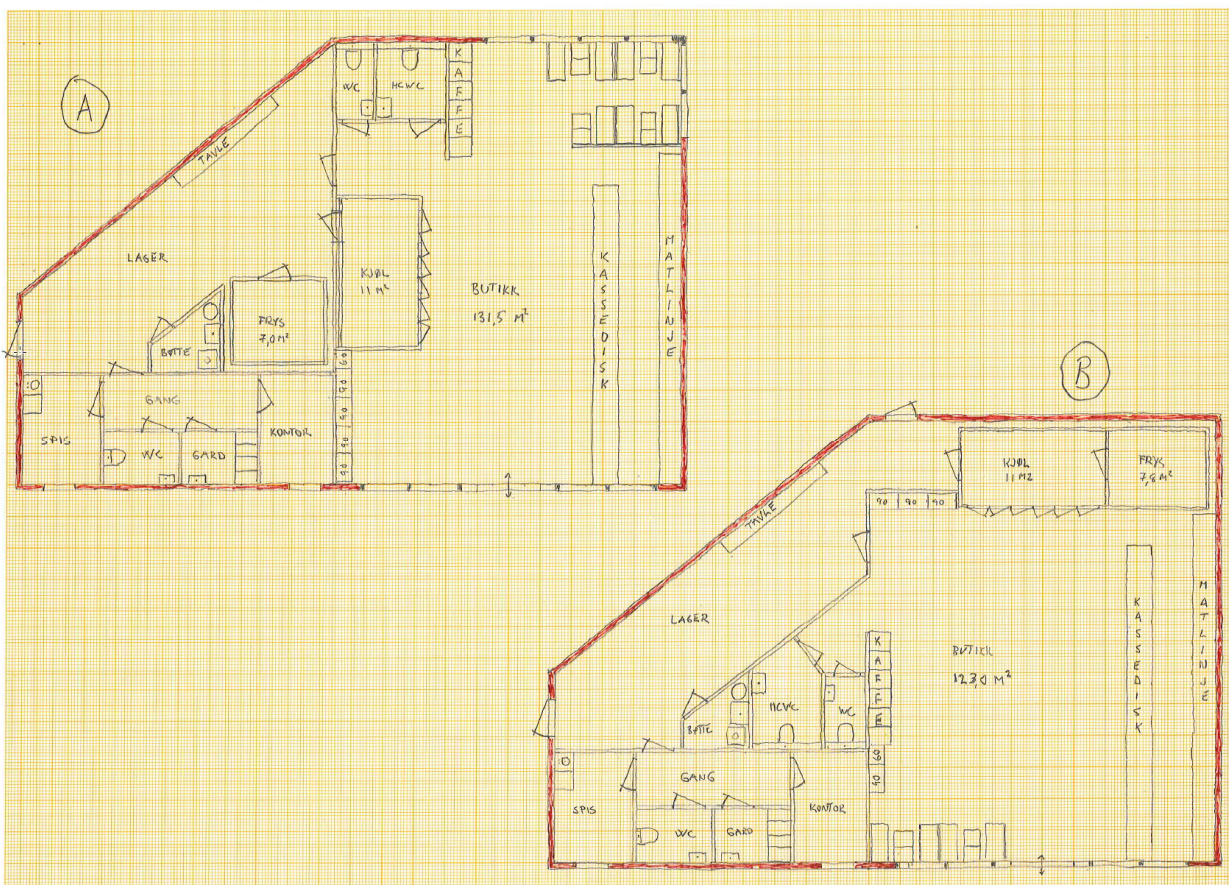 A
WC
HCWC
KAFFE
TAVLE
LAGER
KJØL
11 M²
BUTIKK
131,5 M²
KASSEDISK
MATLINJE
FRYS
7,0 M²
BØTTE
60
90
90
90
90
GANG
SPIS
WC
GARD
KONTOR
B
KJØL
11 M2
FRYS
7,8 M²
90
90
90
TAVLE
LAGER
KAFFE
BUTIKK
123,0 M²
KASSEDISK
MATLINJE
HCWC
WC
BØTTE
60
90
GANG
SPIS
KONTOR
WC
GARD